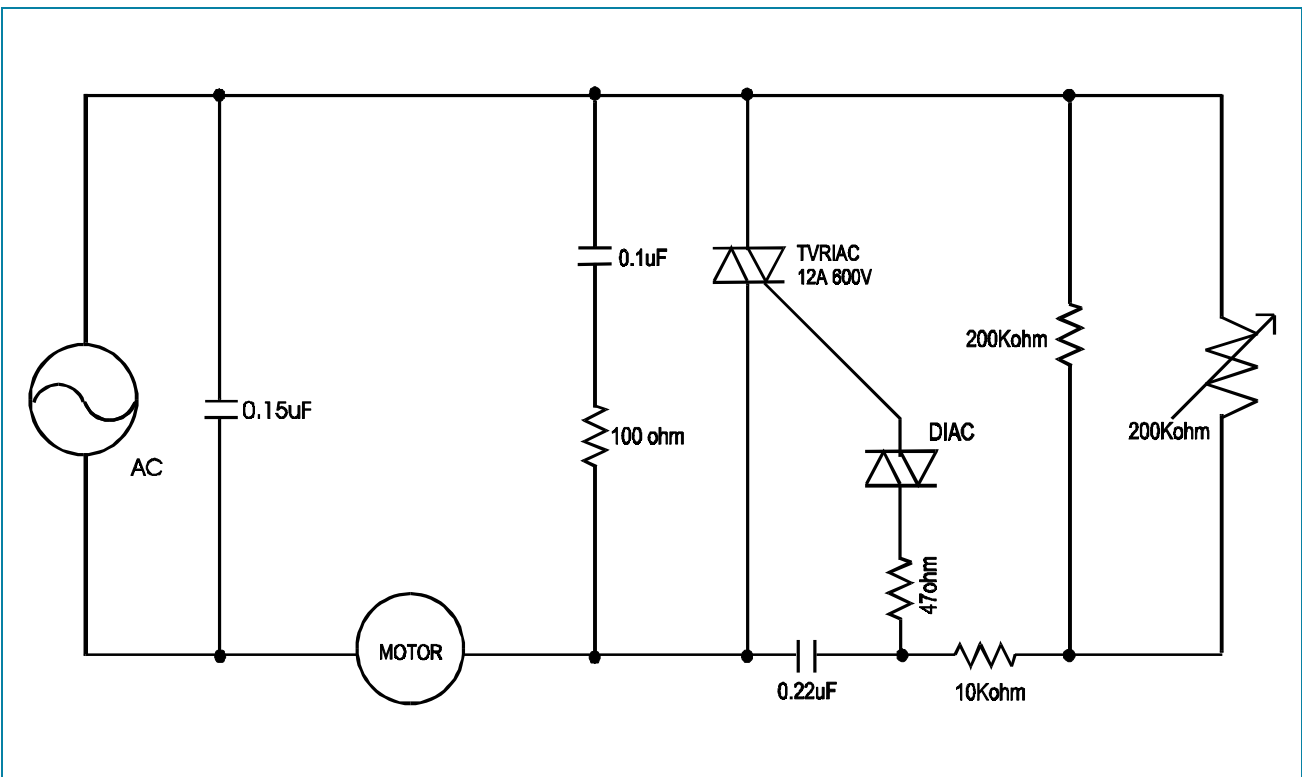 0.1uF
TVRIAC
12A 600V
200Kohm
0.15uF
100 ohm
DIAC
200Kohm
AC
47ohm
MOTOR
0.22uF
10Kohm